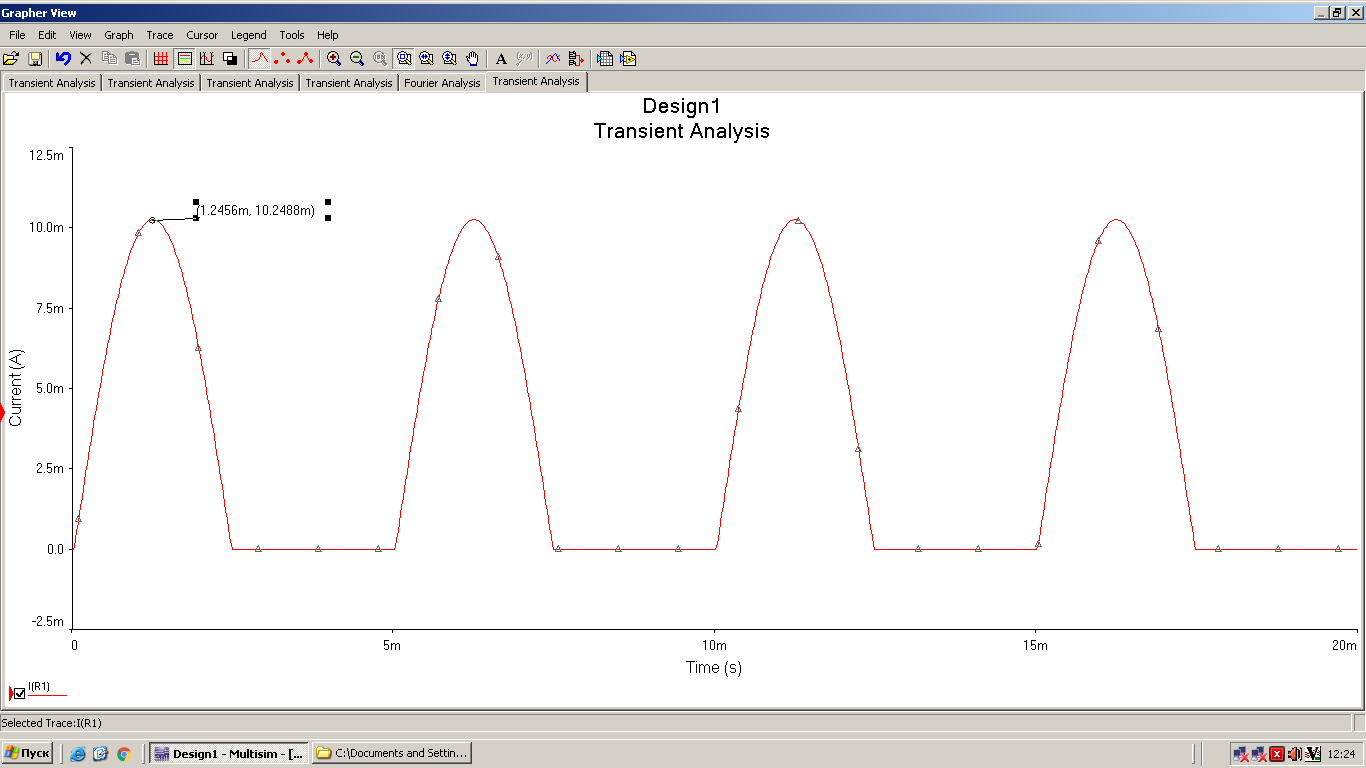 Grapher View
File Edit View Graph Trace Cursor Legend Tools Help
A
Transient Analysis Transient Analysis Transient Analysis Transient Analysis Fourier Analysis Transient Analysis
Design1
Transient Analysis
12.5m
(1.2456m, 10.2488m)
10.0m
7.5m
5.0m
Current (A)
2.5m
0.0
-2.5m
0 5m 10m 15m 20m
Time (s)
I(R1)
Selected Trace:I(R1)
Пуск Design1 - Multisim - [... C:\Documents and Settin... 12:24